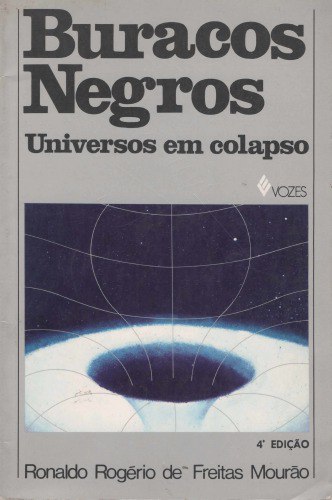 Buracos
Negros
Universos em colapso
VOZES
4ª EDIÇÃO
Ronaldo Rogério de Freitas Mourão